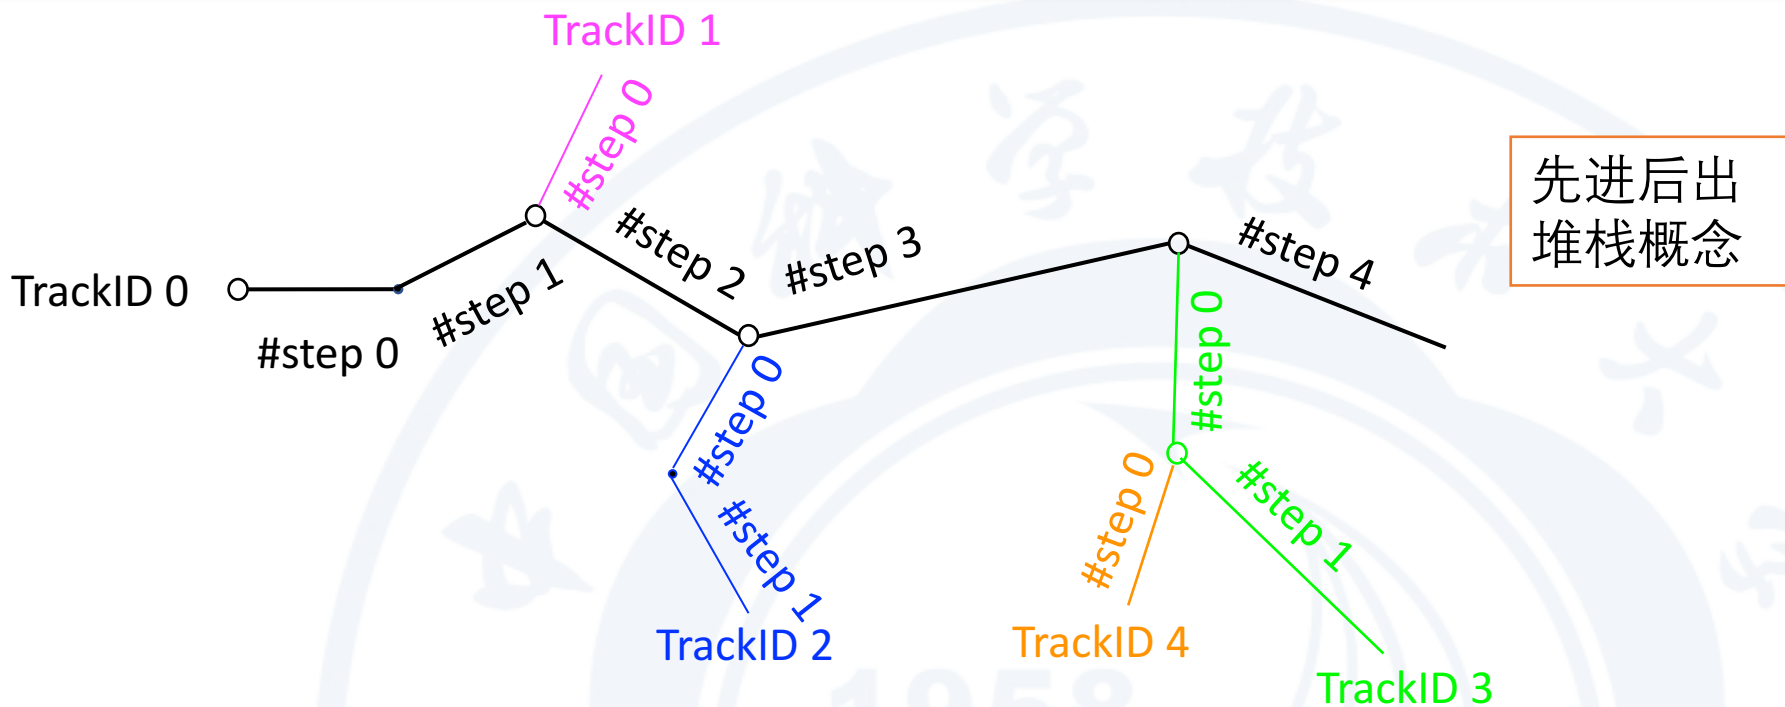 TrackID 1
#step 0
TrackID 0
#step 0
#step 1
#step 2
#step 3
#step 4
先进后出
堆栈概念
#step 0
#step 1
TrackID 2
#step 0
#step 0
#step 1
TrackID 4
TrackID 3
1958